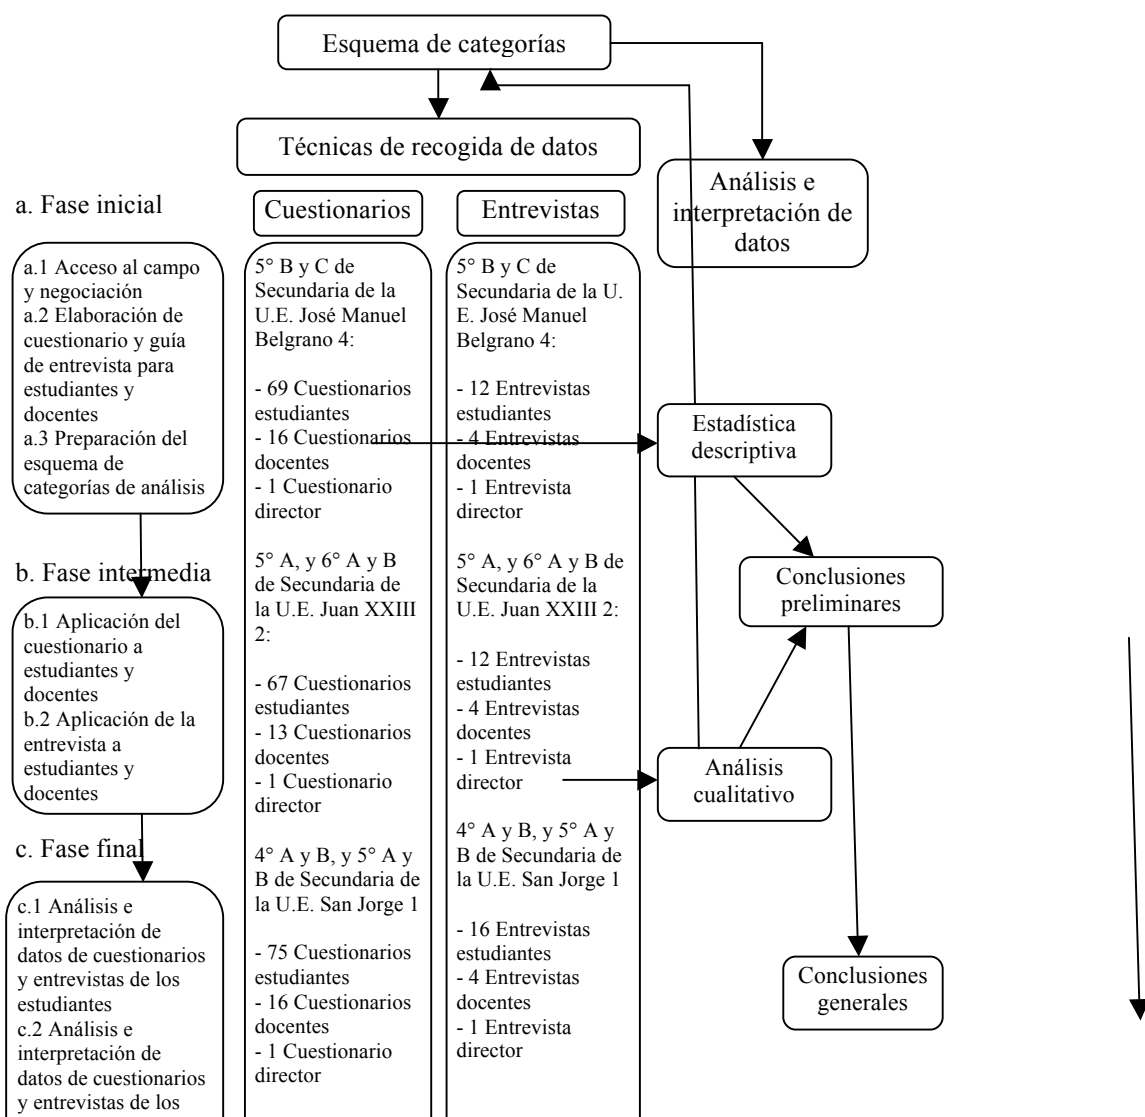 Esquema de categorías
Técnicas de recogida de datos
Análisis e
interpretación de
datos
a. Fase inicial
a.1 Acceso al campo
y negociación
a.2 Elaboración de
cuestionario y guía
de entrevista para
estudiantes y
docentes
a.3 Preparación del
esquema de
categorías de análisis
b. Fase intermedia
b.1 Aplicación del
cuestionario a
estudiantes y
docentes
b.2 Aplicación de la
entrevista a
estudiantes y
docentes
c. Fase final
c.1 Análisis e
interpretación de
datos de cuestionarios
y entrevistas de los
estudiantes
c.2 Análisis e
interpretación de
datos de cuestionarios
y entrevistas de los
Cuestionarios
5° B y C de
Secundaria de la
U.E. José Manuel
Belgrano 4:
- 69 Cuestionarios
estudiantes
- 16 Cuestionarios
docentes
- 1 Cuestionario
director
5° A, y 6° A y B
de Secundaria de
la U.E. Juan XXIII
2:
- 67 Cuestionarios
estudiantes
- 13 Cuestionarios
docentes
- 1 Cuestionario
director
4° A y B, y 5° A y
B de Secundaria de
la U.E. San Jorge 1
- 75 Cuestionarios
estudiantes
- 16 Cuestionarios
docentes
- 1 Cuestionario
director
Entrevistas
5° B y C de
Secundaria de la U.
E. José Manuel
Belgrano 4:
- 12 Entrevistas
estudiantes
- 4 Entrevistas
docentes
- 1 Entrevista
director
5° A, y 6° A y B de
Secundaria de la
U.E. Juan XXIII 2:
- 12 Entrevistas
estudiantes
- 4 Entrevistas
docentes
- 1 Entrevista
director
4° A y B, y 5° A y
B de Secundaria de
la U.E. San Jorge 1
- 16 Entrevistas
estudiantes
- 4 Entrevistas
docentes
- 1 Entrevista
director
Estadística
descriptiva
Conclusiones
preliminares
Análisis
cualitativo
Conclusiones
generales